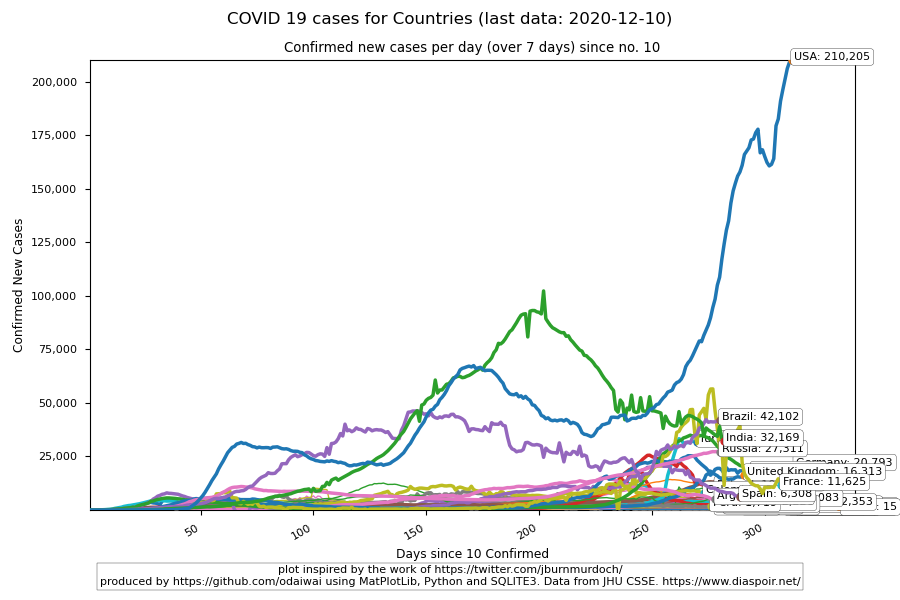 COVID 19 cases for Countries (last data: 2020-12-10)
Confirmed new cases per day (over 7 days) since no. 10
USA: 210,205
200,000
175,000
150,000
125,000
100,000
75,000
50,000
25,000
Confirmed New Cases
Brazil: 42,102
India: 32,169
Russia: 27,311
Germany: 20,793
United Kingdom: 16,313
France: 11,625
Spain: 6,308
083
2,353
: 15
50
100
150
200
250
300
Days since 10 Confirmed
plot inspired by the work of https://twitter.com/jburnmurdoch/
produced by https://github.com/odaiwai using MatPlotLib, Python and SQLITE3. Data from JHU CSSE. https://www.diaspoir.net/